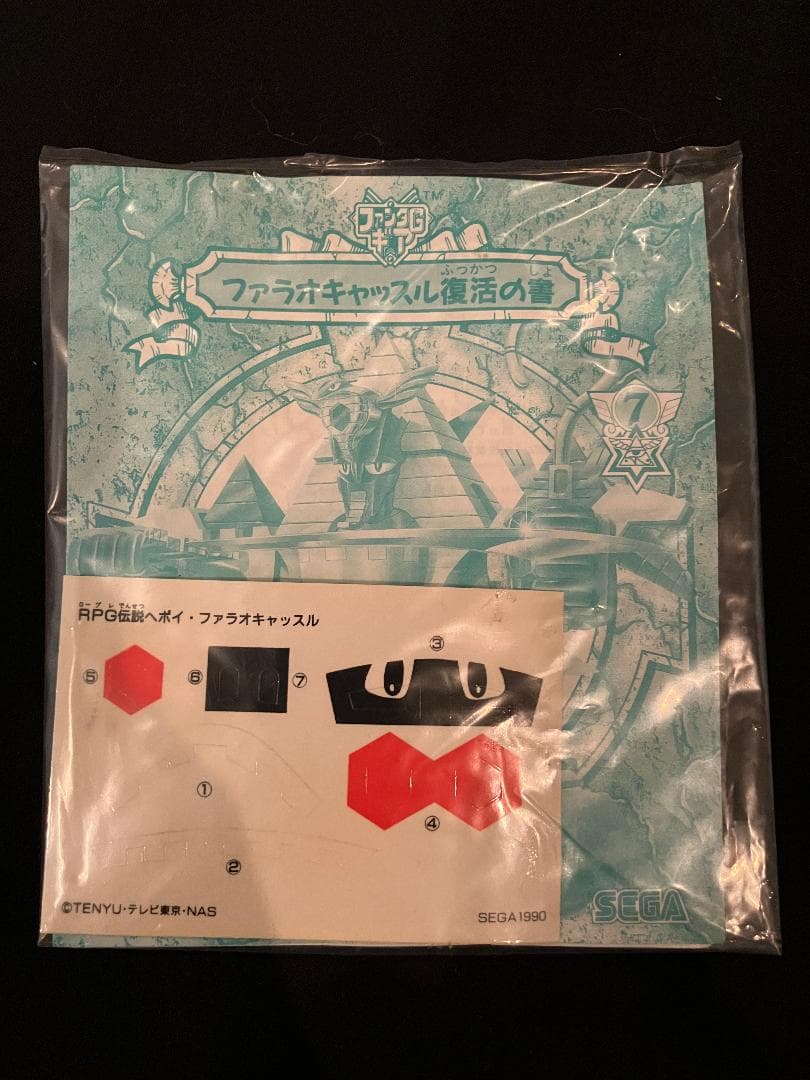 ファンタG
ギー
TM
ふっかつ しょ
ファラオキャッスル復活の書
7
ロープレでんせつ
RPG伝説ヘポイ・ファラオキャッスル
⑤
⑥
⑦
③
①
④
②
©TENYU・テレビ東京・NAS
SEGA1990
SEGA